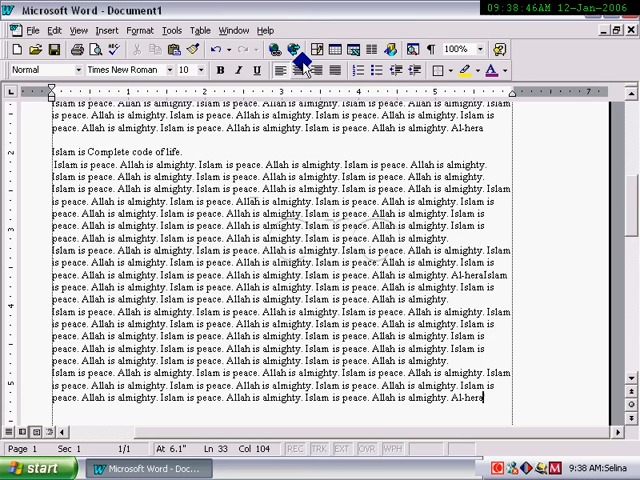 Microsoft Word - Document1
09:38:46AM 12-Jan-2006
File Edit View Insert Format Tools Table Window Help
100%
Normal Times New Roman 10 B I U A
1 2 3 4 5 7
Islam is peace. Allah is almighty. Islam is peace. Allah is almighty. Islam is peace. Allah is almighty. Islam is
peace. Allah is almighty. Islam is peace. Allah is almighty. Islam is peace. Allah is almighty. Al-hera
Islam is Complete code of life.
Islam is peace. Allah is almighty. Islam is peace. Allah is almighty. Islam is peace. Allah is almighty.
Islam is peace. Allah is almighty. Islam is peace. Allah is almighty. Islam is peace. Allah is almighty.
Islam is peace. Allah is almighty. Islam is peace. Allah is almighty. Islam is peace. Allah is almighty. Islam
is peace. Allah is almighty. Islam is peace. Allah is almighty. Islam is peace. Allah is almighty. Islam is
peace. Allah is almighty. Islam is peace. Allah is almighty. Islam is peace. Allah is almighty. Islam is
peace. Allah is almighty. Islam is peace. Allah is almighty. Islam is peace. Allah is almighty. Islam is
peace. Allah is almighty. Islam is peace. Allah is almighty. Islam is peace. Allah is almighty.
Islam is peace. Allah is almighty. Islam is peace. Allah is almighty. Islam is peace. Allah is almighty. Islam
is peace. Allah is almighty. Islam is peace. Allah is almighty. Islam is peace. Allah is almighty. Islam is
peace. Allah is almighty. Islam is peace. Allah is almighty. Islam is peace. Allah is almighty. Al-heraIslam
is peace. Allah is almighty. Islam is peace. Allah is almighty. Islam is peace. Allah is almighty. Islam is
peace. Allah is almighty. Islam is peace. Allah is almighty. Islam is peace. Allah is almighty.
Islam is peace. Allah is almighty. Islam is peace. Allah is almighty. Islam is peace. Allah is almighty. Islam
is peace. Allah is almighty. Islam is peace. Allah is almighty. Islam is peace. Allah is almighty. Islam is
peace. Allah is almighty. Islam is peace. Allah is almighty. Islam is peace. Allah is almighty. Islam is
peace. Allah is almighty. Islam is peace. Allah is almighty. Islam is peace. Allah is almighty. Islam is
peace. Allah is almighty. Islam is peace. Allah is almighty. Islam is peace. Allah is almighty.
Islam is peace. Allah is almighty. Islam is peace. Allah is almighty. Islam is peace. Allah is almighty. Islam
is peace. Allah is almighty. Islam is peace. Allah is almighty. Islam is peace. Allah is almighty. Islam is
peace. Allah is almighty. Islam is peace. Allah is almighty. Islam is peace. Allah is almighty. Al-hera
2
3
4
5
Page 1 Sec 1 1/1 At 6.1" Ln 33 Col 104 REC TRK EXT OVR WPH
start Microsoft Word - Doc... 9:38 AM:Selina